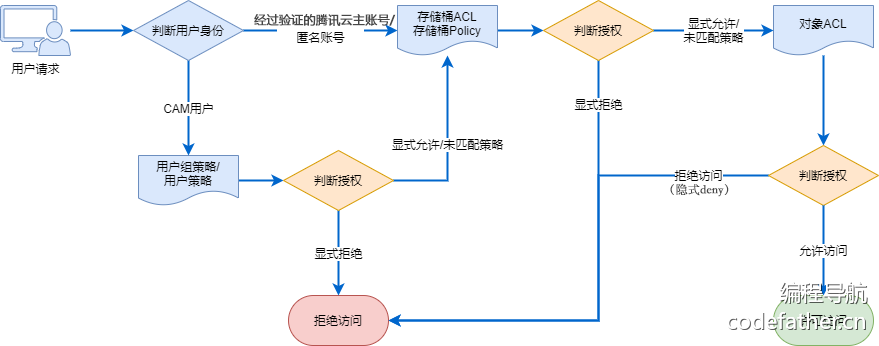 经过验证的腾讯云主账号/
匿名账号
存储桶ACL
存储桶Policy
显式允许/
未匹配策略
对象ACL
判断用户身份
判断授权
用户请求
显式拒绝
CAM用户
显式允许/未匹配策略
用户组策略/
用户策略
判断授权
拒绝访问
（隐式deny）
判断授权
显式拒绝
允许访问
拒绝访问
编程导航
codefather.cn